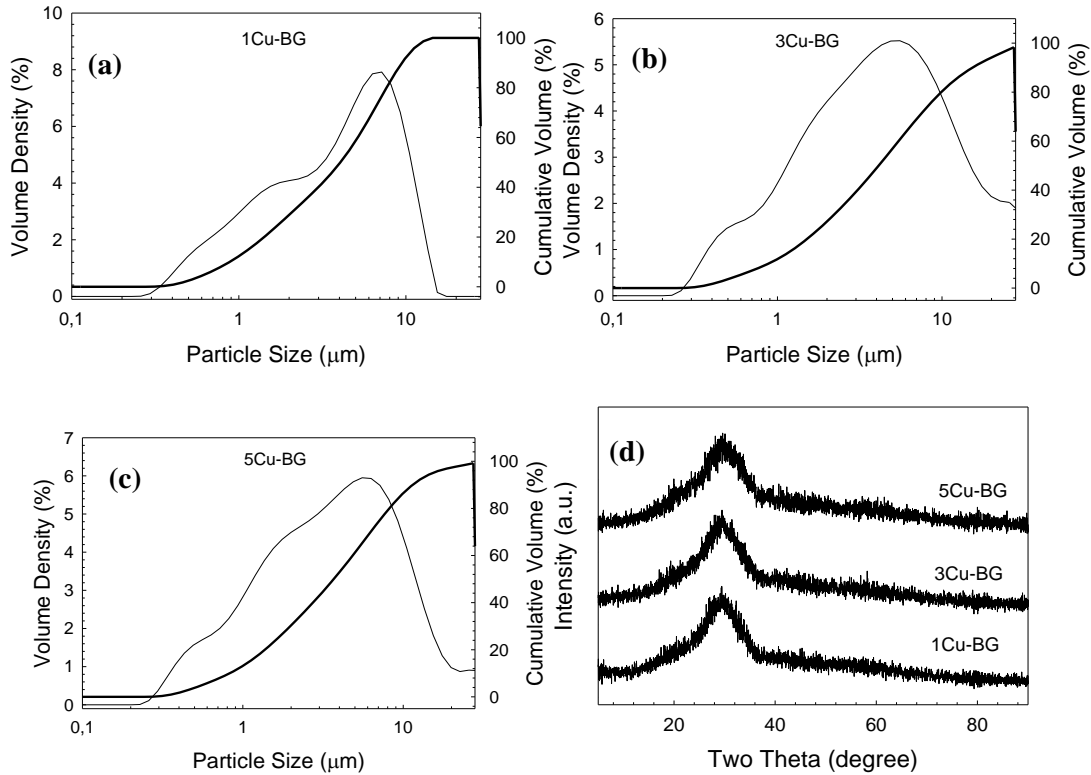 (a)
1Cu-BG
Volume Density (%)
10
8
6
4
2
0
Cumulative Volume (%)
100
80
60
40
20
0
0,1 1 10
Particle Size (μm)
(b)
3Cu-BG
Volume Density (%)
6
5
4
3
2
1
0
Cumulative Volume (%)
100
80
60
40
20
0
0,1 1 10
Particle Size (μm)
(c)
5Cu-BG
Volume Density (%)
7
6
5
4
3
2
1
0
Cumulative Volume (%)
100
80
60
40
20
0
0,1 1 10
Particle Size (μm)
(d)
Intensity (a.u.)
5Cu-BG
3Cu-BG
1Cu-BG
20 40 60 80
Two Theta (degree)